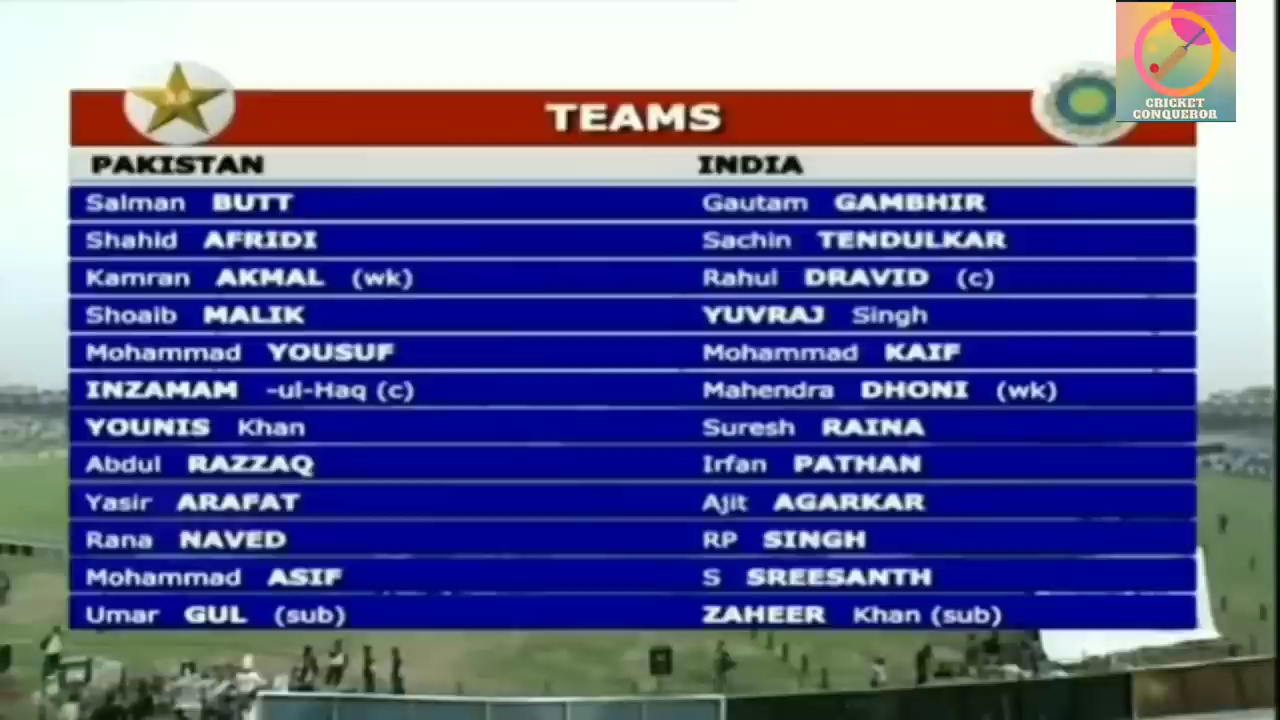 CRICKET
CONQUEROR
TEAMS
PAKISTAN INDIA
Salman BUTT Gautam GAMBHIR
Shahid AFRIDI Sachin TENDULKAR
Kamran AKMAL (wk) Rahul DRAVID (c)
Shoaib MALIK YUVRAJ Singh
Mohammad YOUSUF Mohammad KAIF
INZAMAM -ul-Haq (c) Mahendra DHONI (wk)
YOUNIS Khan Suresh RAINA
Abdul RAZZAQ Irfan PATHAN
Yasir ARAFAT Ajit AGARKAR
Rana NAVED RP SINGH
Mohammad ASIF S SREESANTH
Umar GUL (sub) ZAHEER Khan (sub)